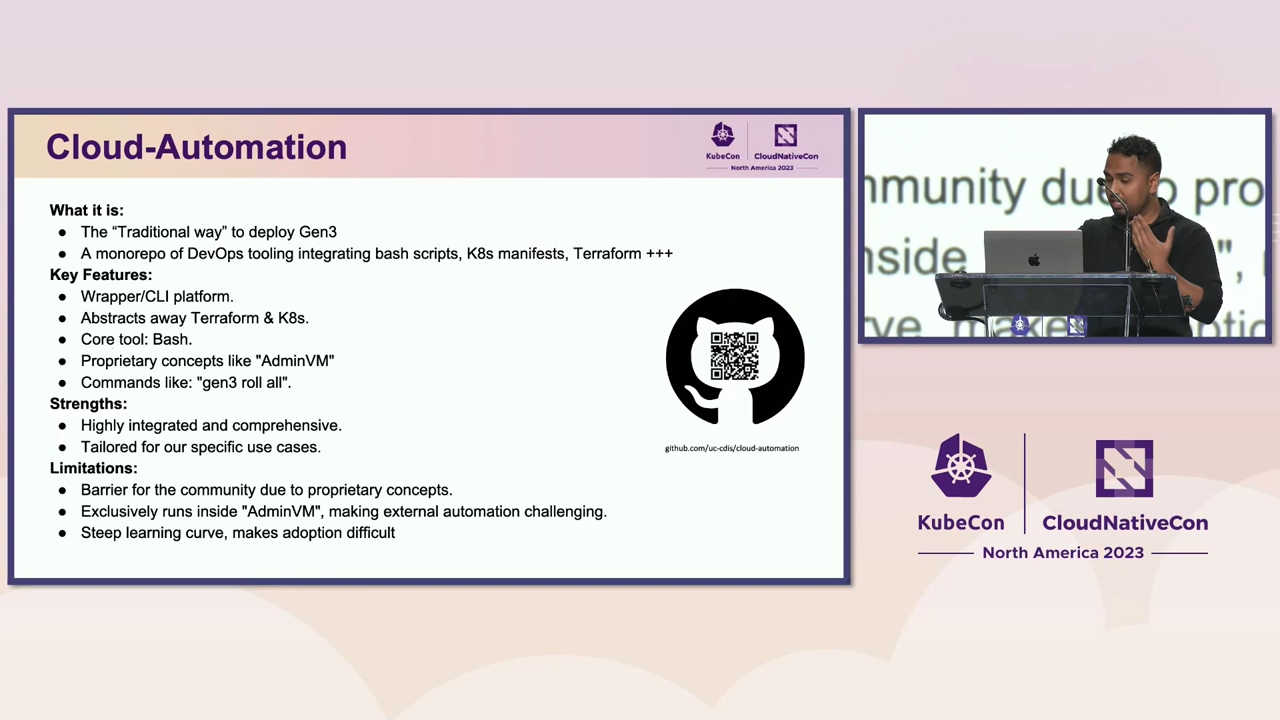 Cloud-Automation
KubeCon
CloudNativeCon
North America 2023
What it is:
● The “Traditional way” to deploy Gen3
● A monorepo of DevOps tooling integrating bash scripts, K8s manifests, Terraform +++
Key Features:
● Wrapper/CLI platform.
● Abstracts away Terraform & K8s.
● Core tool: Bash.
● Proprietary concepts like "AdminVM"
● Commands like: "gen3 roll all".
Strengths:
● Highly integrated and comprehensive.
● Tailored for our specific use cases.
Limitations:
● Barrier for the community due to proprietary concepts.
● Exclusively runs inside "AdminVM", making external automation challenging.
● Steep learning curve, makes adoption difficult
github.com/uc-cdis/cloud-automation
KubeCon
CloudNativeCon
North America 2023